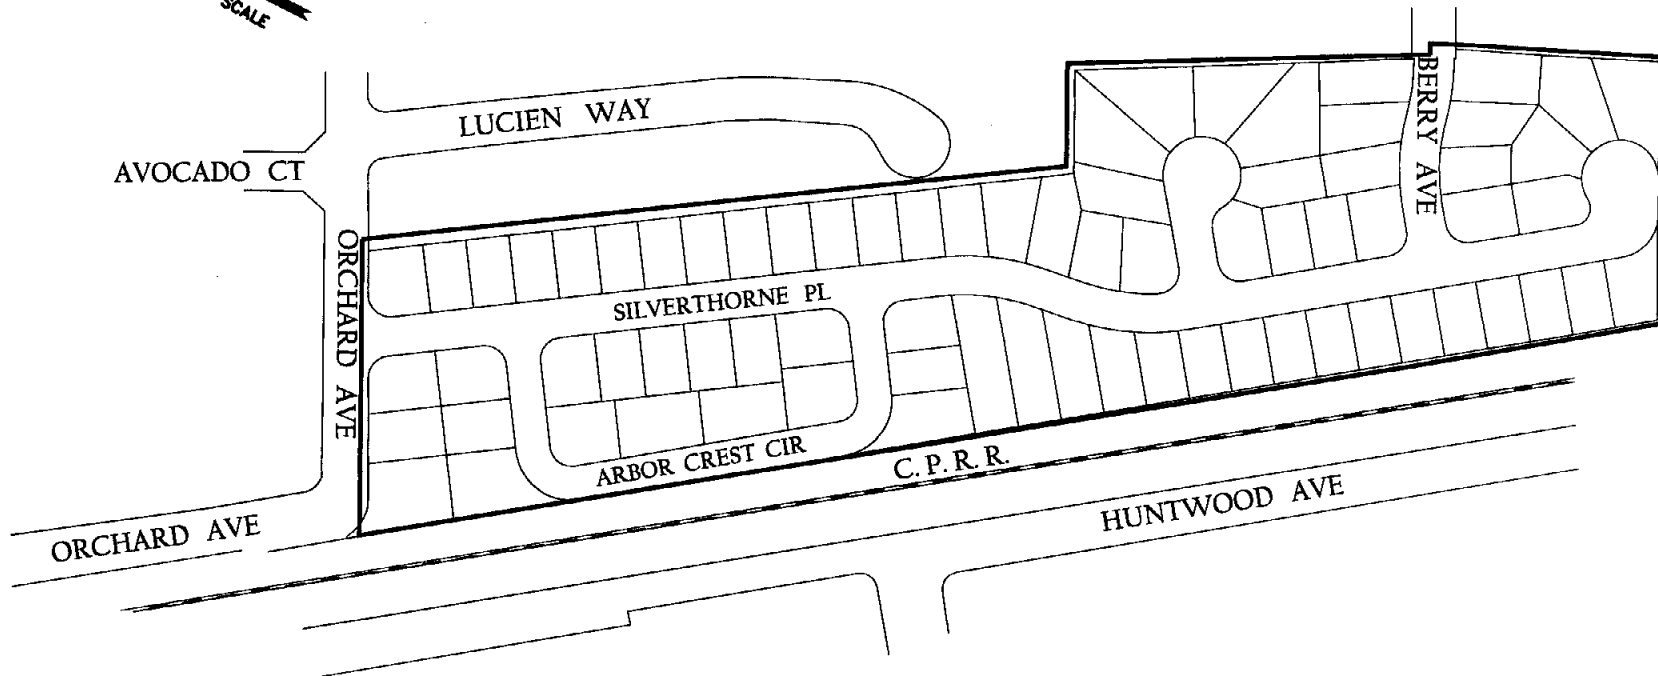 SCALE
LUCIEN WAY
AVOCADO CT
BERRY AVE
ORCHARD AVE
SILVERTHORNE PL
ARBOR CREST CIR
C. P. R. R.
HUNTWOOD AVE
ORCHARD AVE